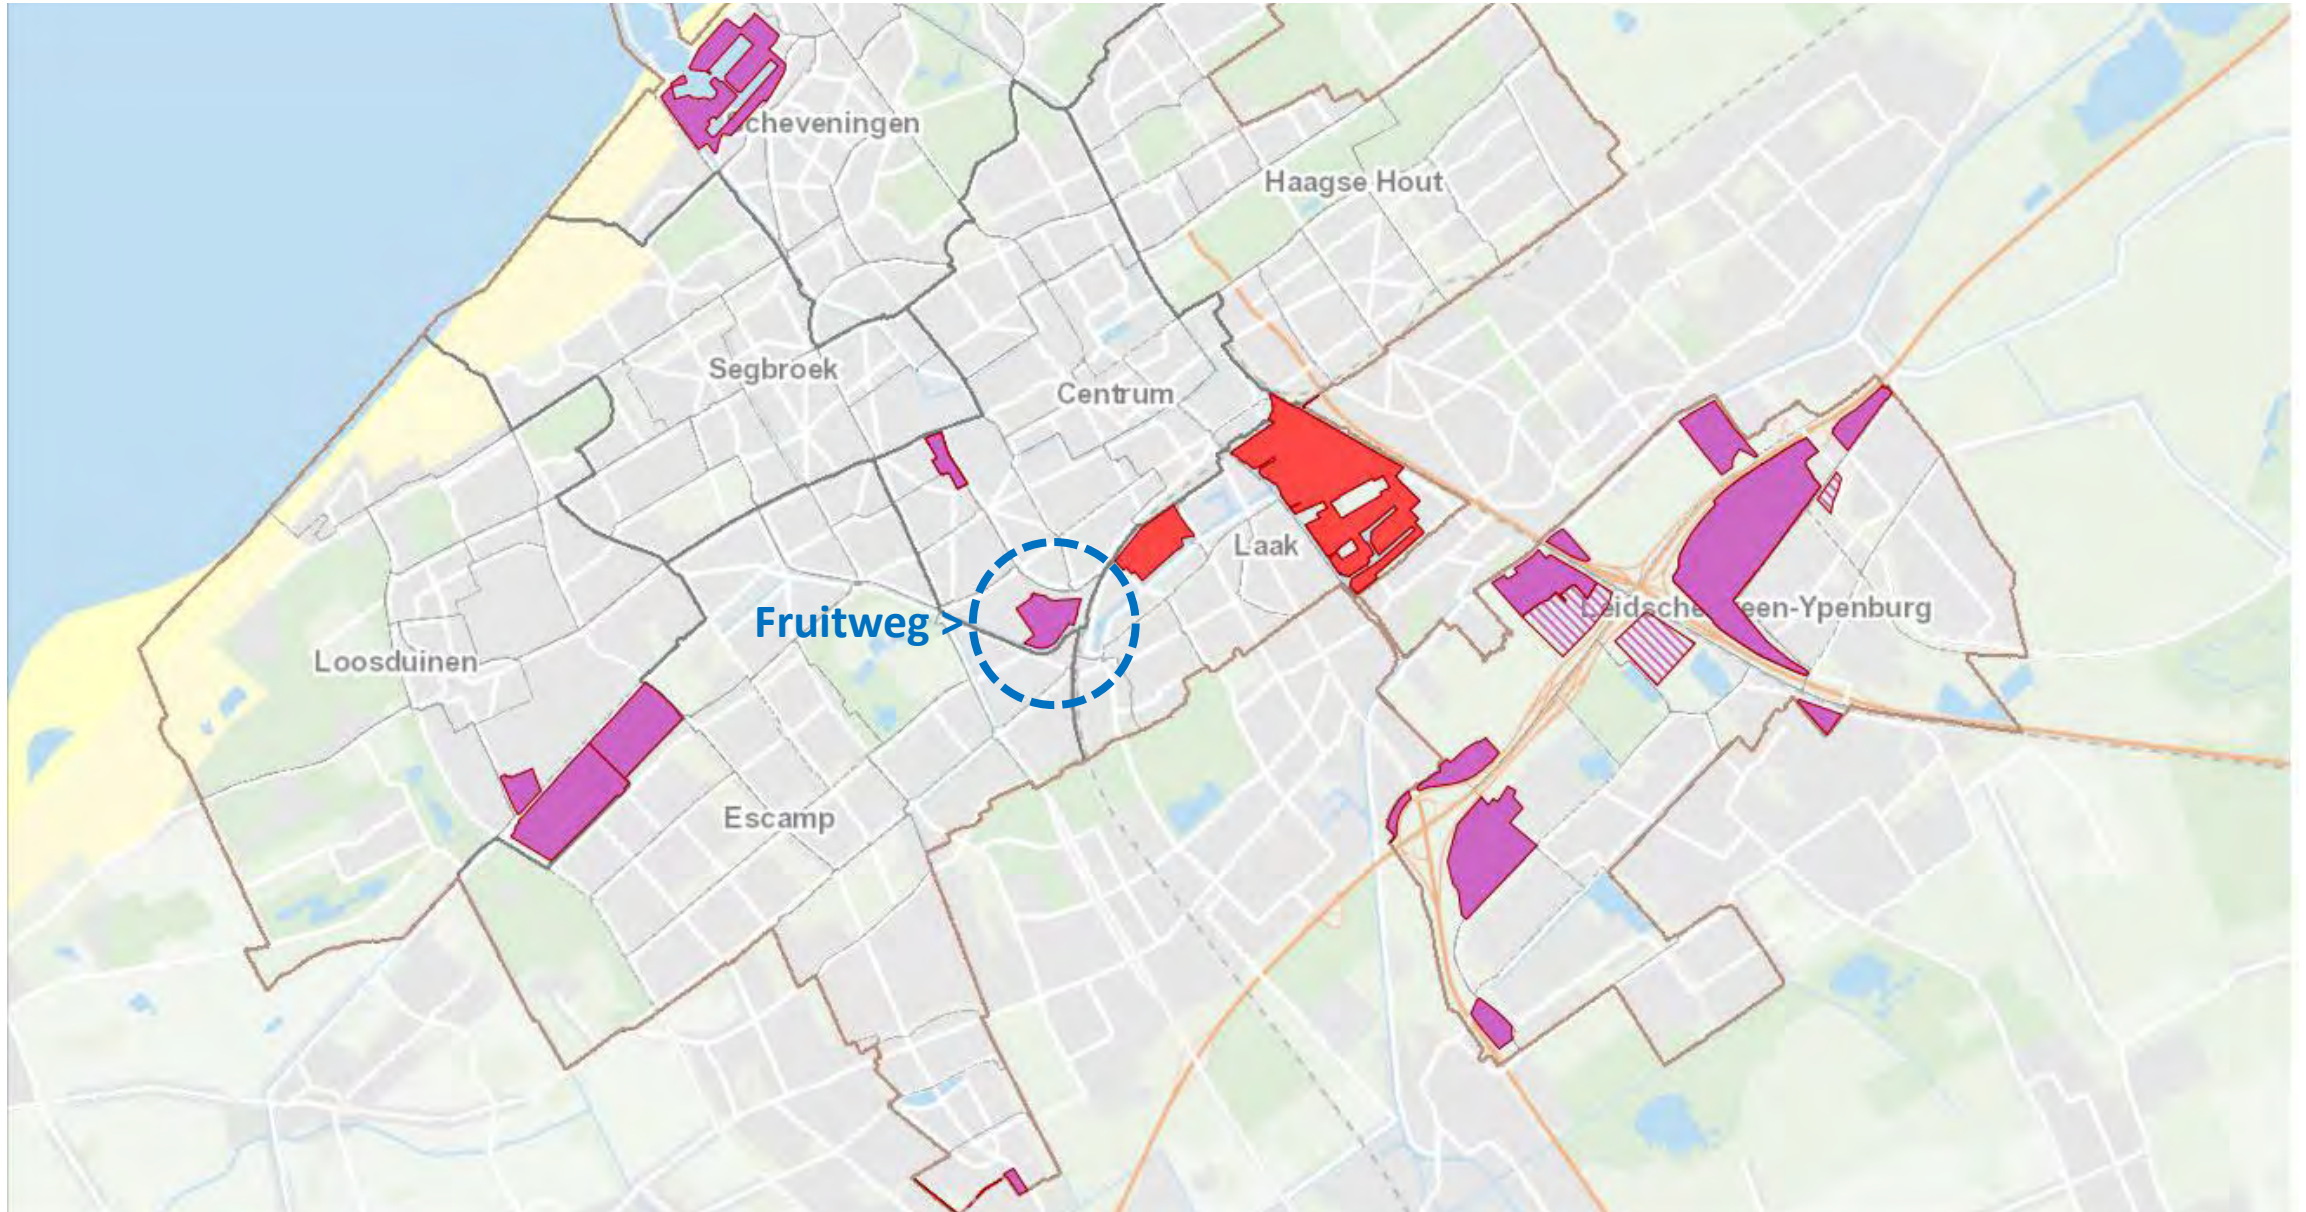 Scheveningen
Haagse Hout
Segbroek
Centrum
Laak
Leidschenveen-Ypenburg
Fruitweg >
Loosduinen
Escamp